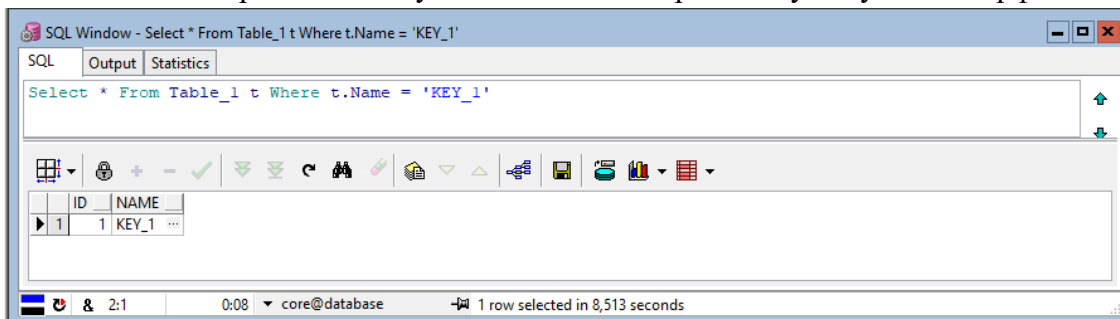 SQL Window - Select * From Table_1 t Where t.Name = 'KEY_1'
SQL Output Statistics
Select * From Table_1 t Where t.Name = 'KEY_1'
ID NAME
1 1 KEY_1 ...
& 2:1 0:08 core@database 1 row selected in 8,513 seconds